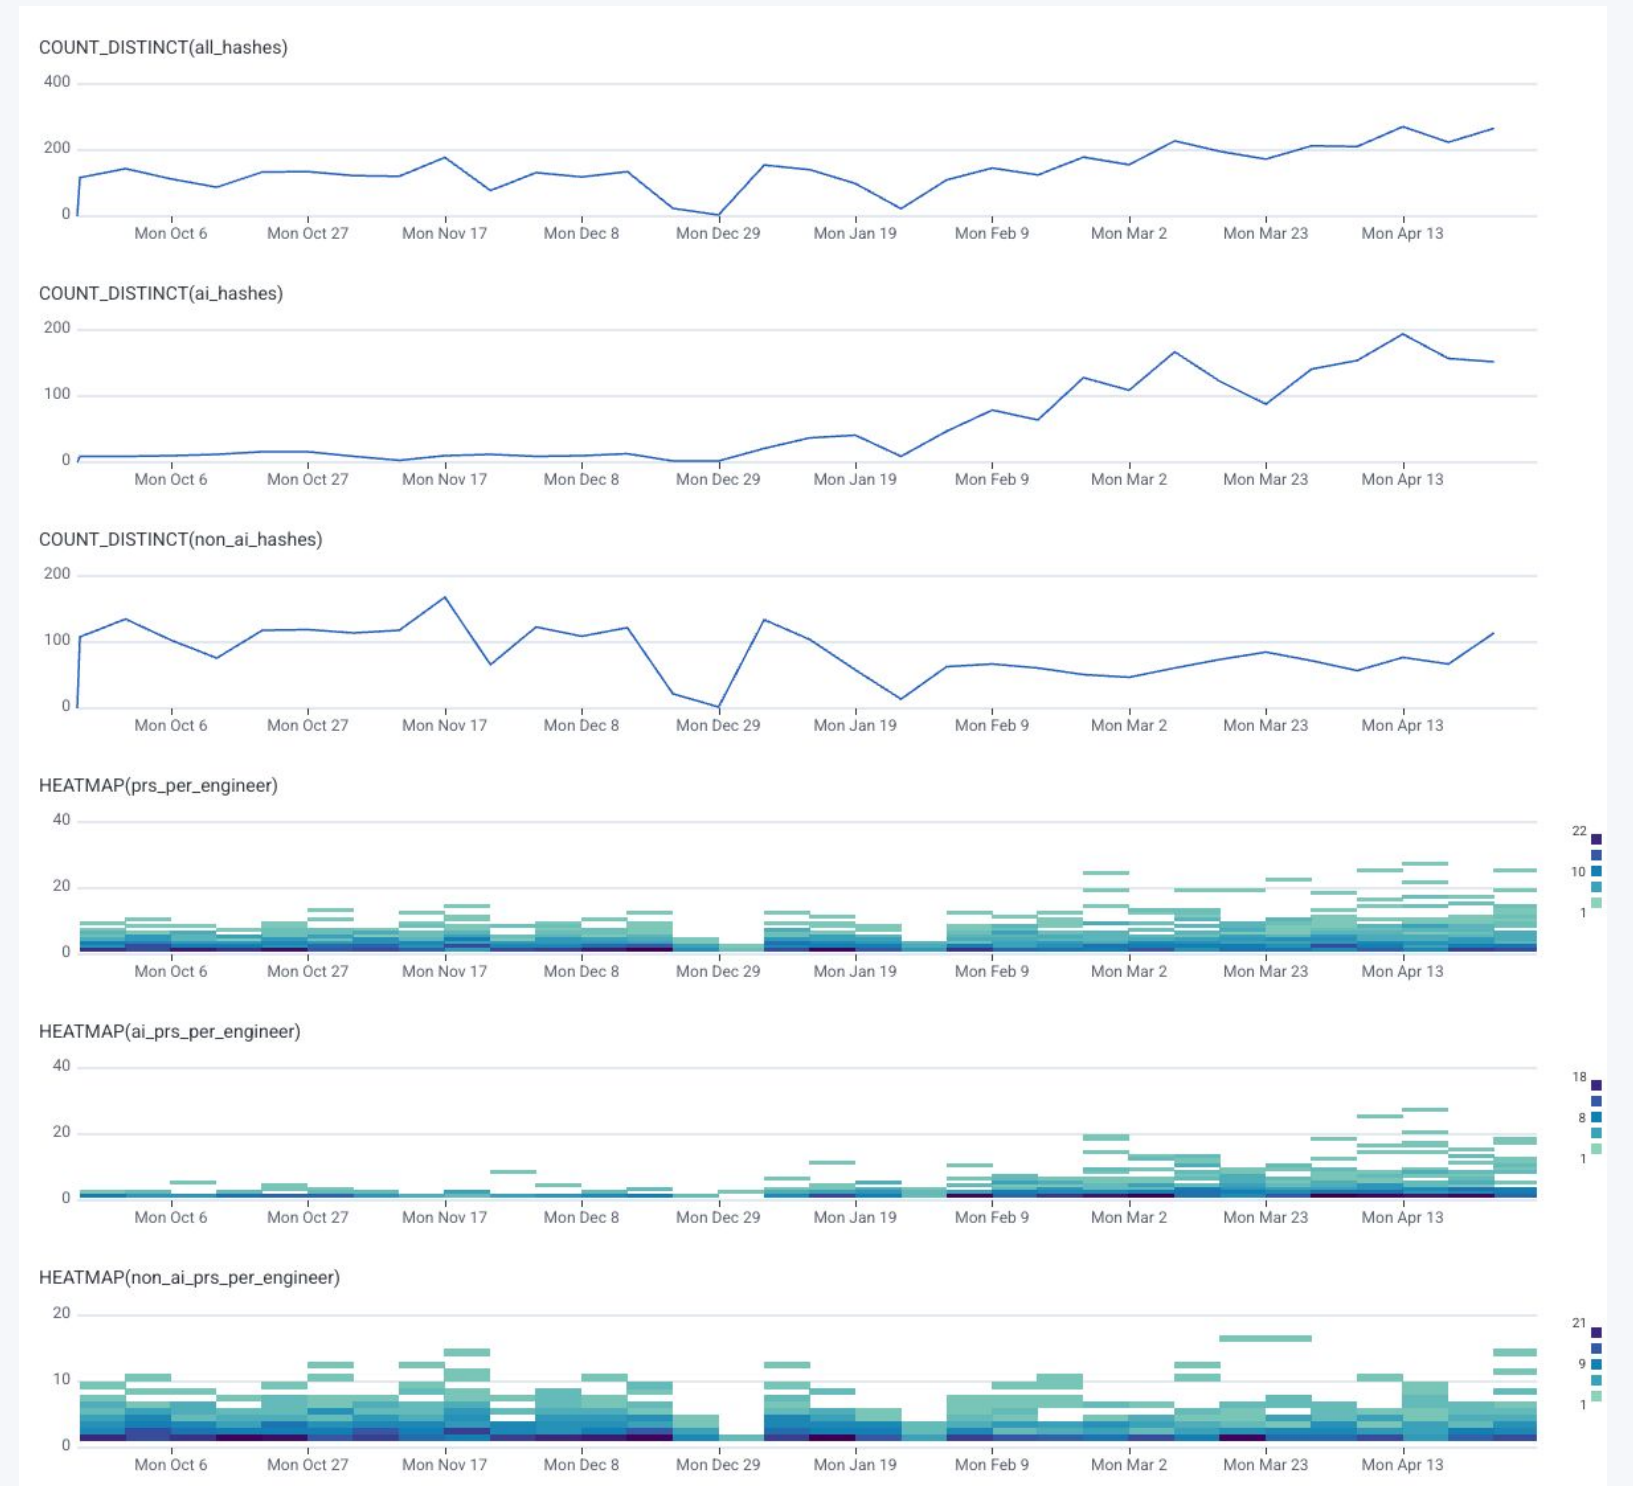 COUNT_DISTINCT(all_hashes)
400
200
0
Mon Oct 6 Mon Oct 27 Mon Nov 17 Mon Dec 8 Mon Dec 29 Mon Jan 19 Mon Feb 9 Mon Mar 2 Mon Mar 23 Mon Apr 13
COUNT_DISTINCT(ai_hashes)
200
100
0
Mon Oct 6 Mon Oct 27 Mon Nov 17 Mon Dec 8 Mon Dec 29 Mon Jan 19 Mon Feb 9 Mon Mar 2 Mon Mar 23 Mon Apr 13
COUNT_DISTINCT(non_ai_hashes)
200
100
0
Mon Oct 6 Mon Oct 27 Mon Nov 17 Mon Dec 8 Mon Dec 29 Mon Jan 19 Mon Feb 9 Mon Mar 2 Mon Mar 23 Mon Apr 13
HEATMAP(prs_per_engineer)
40
20
0
22
10
1
Mon Oct 6 Mon Oct 27 Mon Nov 17 Mon Dec 8 Mon Dec 29 Mon Jan 19 Mon Feb 9 Mon Mar 2 Mon Mar 23 Mon Apr 13
HEATMAP(ai_prs_per_engineer)
40
20
0
18
8
1
Mon Oct 6 Mon Oct 27 Mon Nov 17 Mon Dec 8 Mon Dec 29 Mon Jan 19 Mon Feb 9 Mon Mar 2 Mon Mar 23 Mon Apr 13
HEATMAP(non_ai_prs_per_engineer)
20
10
0
21
9
1
Mon Oct 6 Mon Oct 27 Mon Nov 17 Mon Dec 8 Mon Dec 29 Mon Jan 19 Mon Feb 9 Mon Mar 2 Mon Mar 23 Mon Apr 13